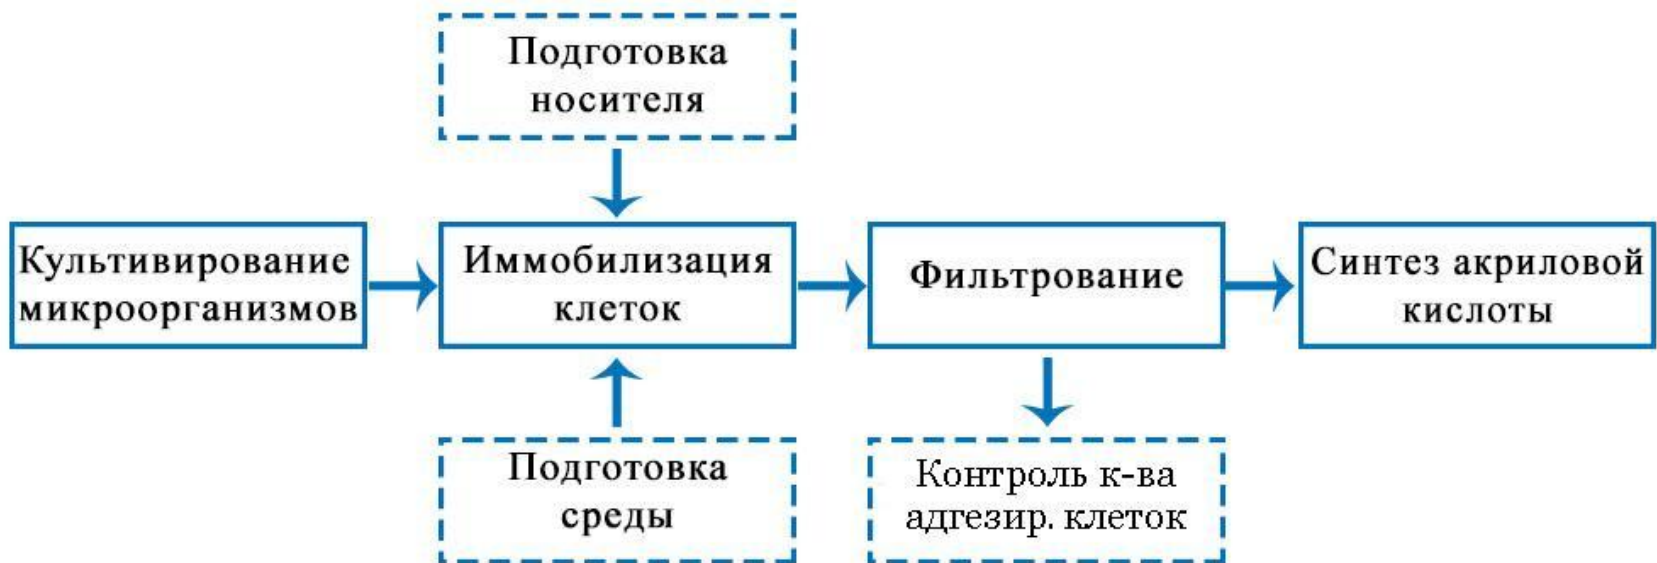 Подготовка
носителя
Культивирование
микроорганизмов
Иммобилизация
клеток
Фильтрование
Синтез акриловой
кислоты
Подготовка
среды
Контроль к-ва
адгезир. клеток